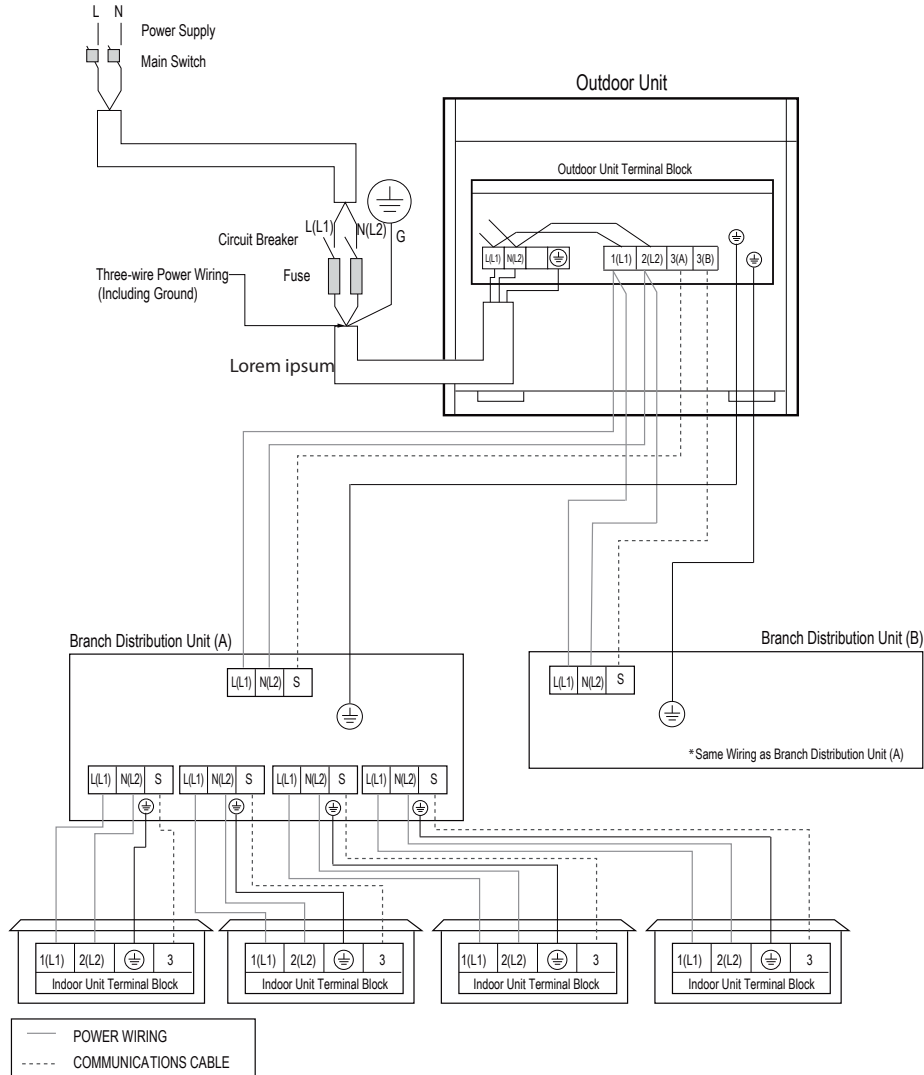 L N
Power Supply
Main Switch
Outdoor Unit
Outdoor Unit Terminal Block
L(L1) N(L2) G
Circuit Breaker
Fuse
Three-wire Power Wiring
(Including Ground)
Lorem ipsum
L(L1) N(L2)
1(L1) 2(L2) 3(A) 3(B)
Branch Distribution Unit (A)
L(L1) N(L2) S
Branch Distribution Unit (B)
L(L1) N(L2) S
*Same Wiring as Branch Distribution Unit (A)
L(L1) N(L2) S
L(L1) N(L2) S
L(L1) N(L2) S
L(L1) N(L2) S
1(L1) 2(L2) 3
Indoor Unit Terminal Block
1(L1) 2(L2) 3
Indoor Unit Terminal Block
1(L1) 2(L2) 3
Indoor Unit Terminal Block
1(L1) 2(L2) 3
Indoor Unit Terminal Block
POWER WIRING
COMMUNICATIONS CABLE